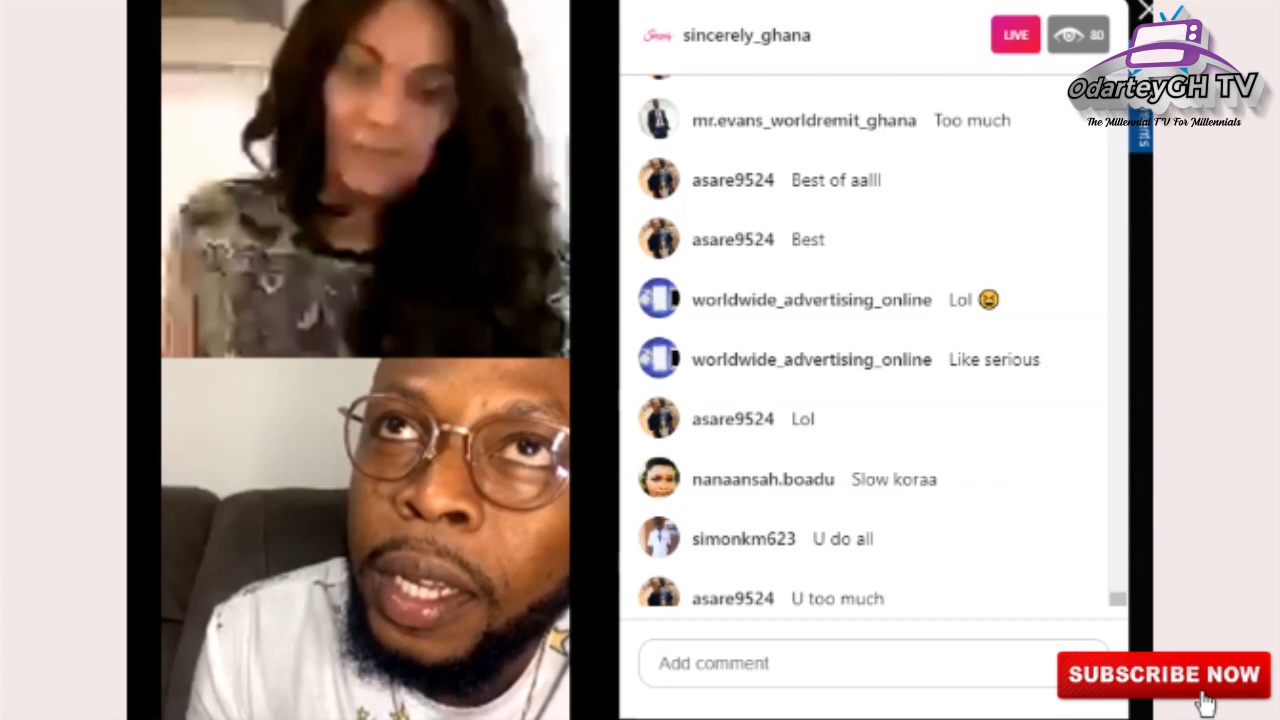 sincerely_ghana
LIVE
80
OdarteyGH TV
The Millennial TV For Millennials
mr.evans_worldremit_ghana Too much
asare9524 Best of aalll
asare9524 Best
worldwide_advertising_online Lol 😆
worldwide_advertising_online Like serious
asare9524 Lol
nanaansah.boadu Slow koraa
simonkm623 U do all
asare9524 U too much
Add comment
SUBSCRIBE NOW